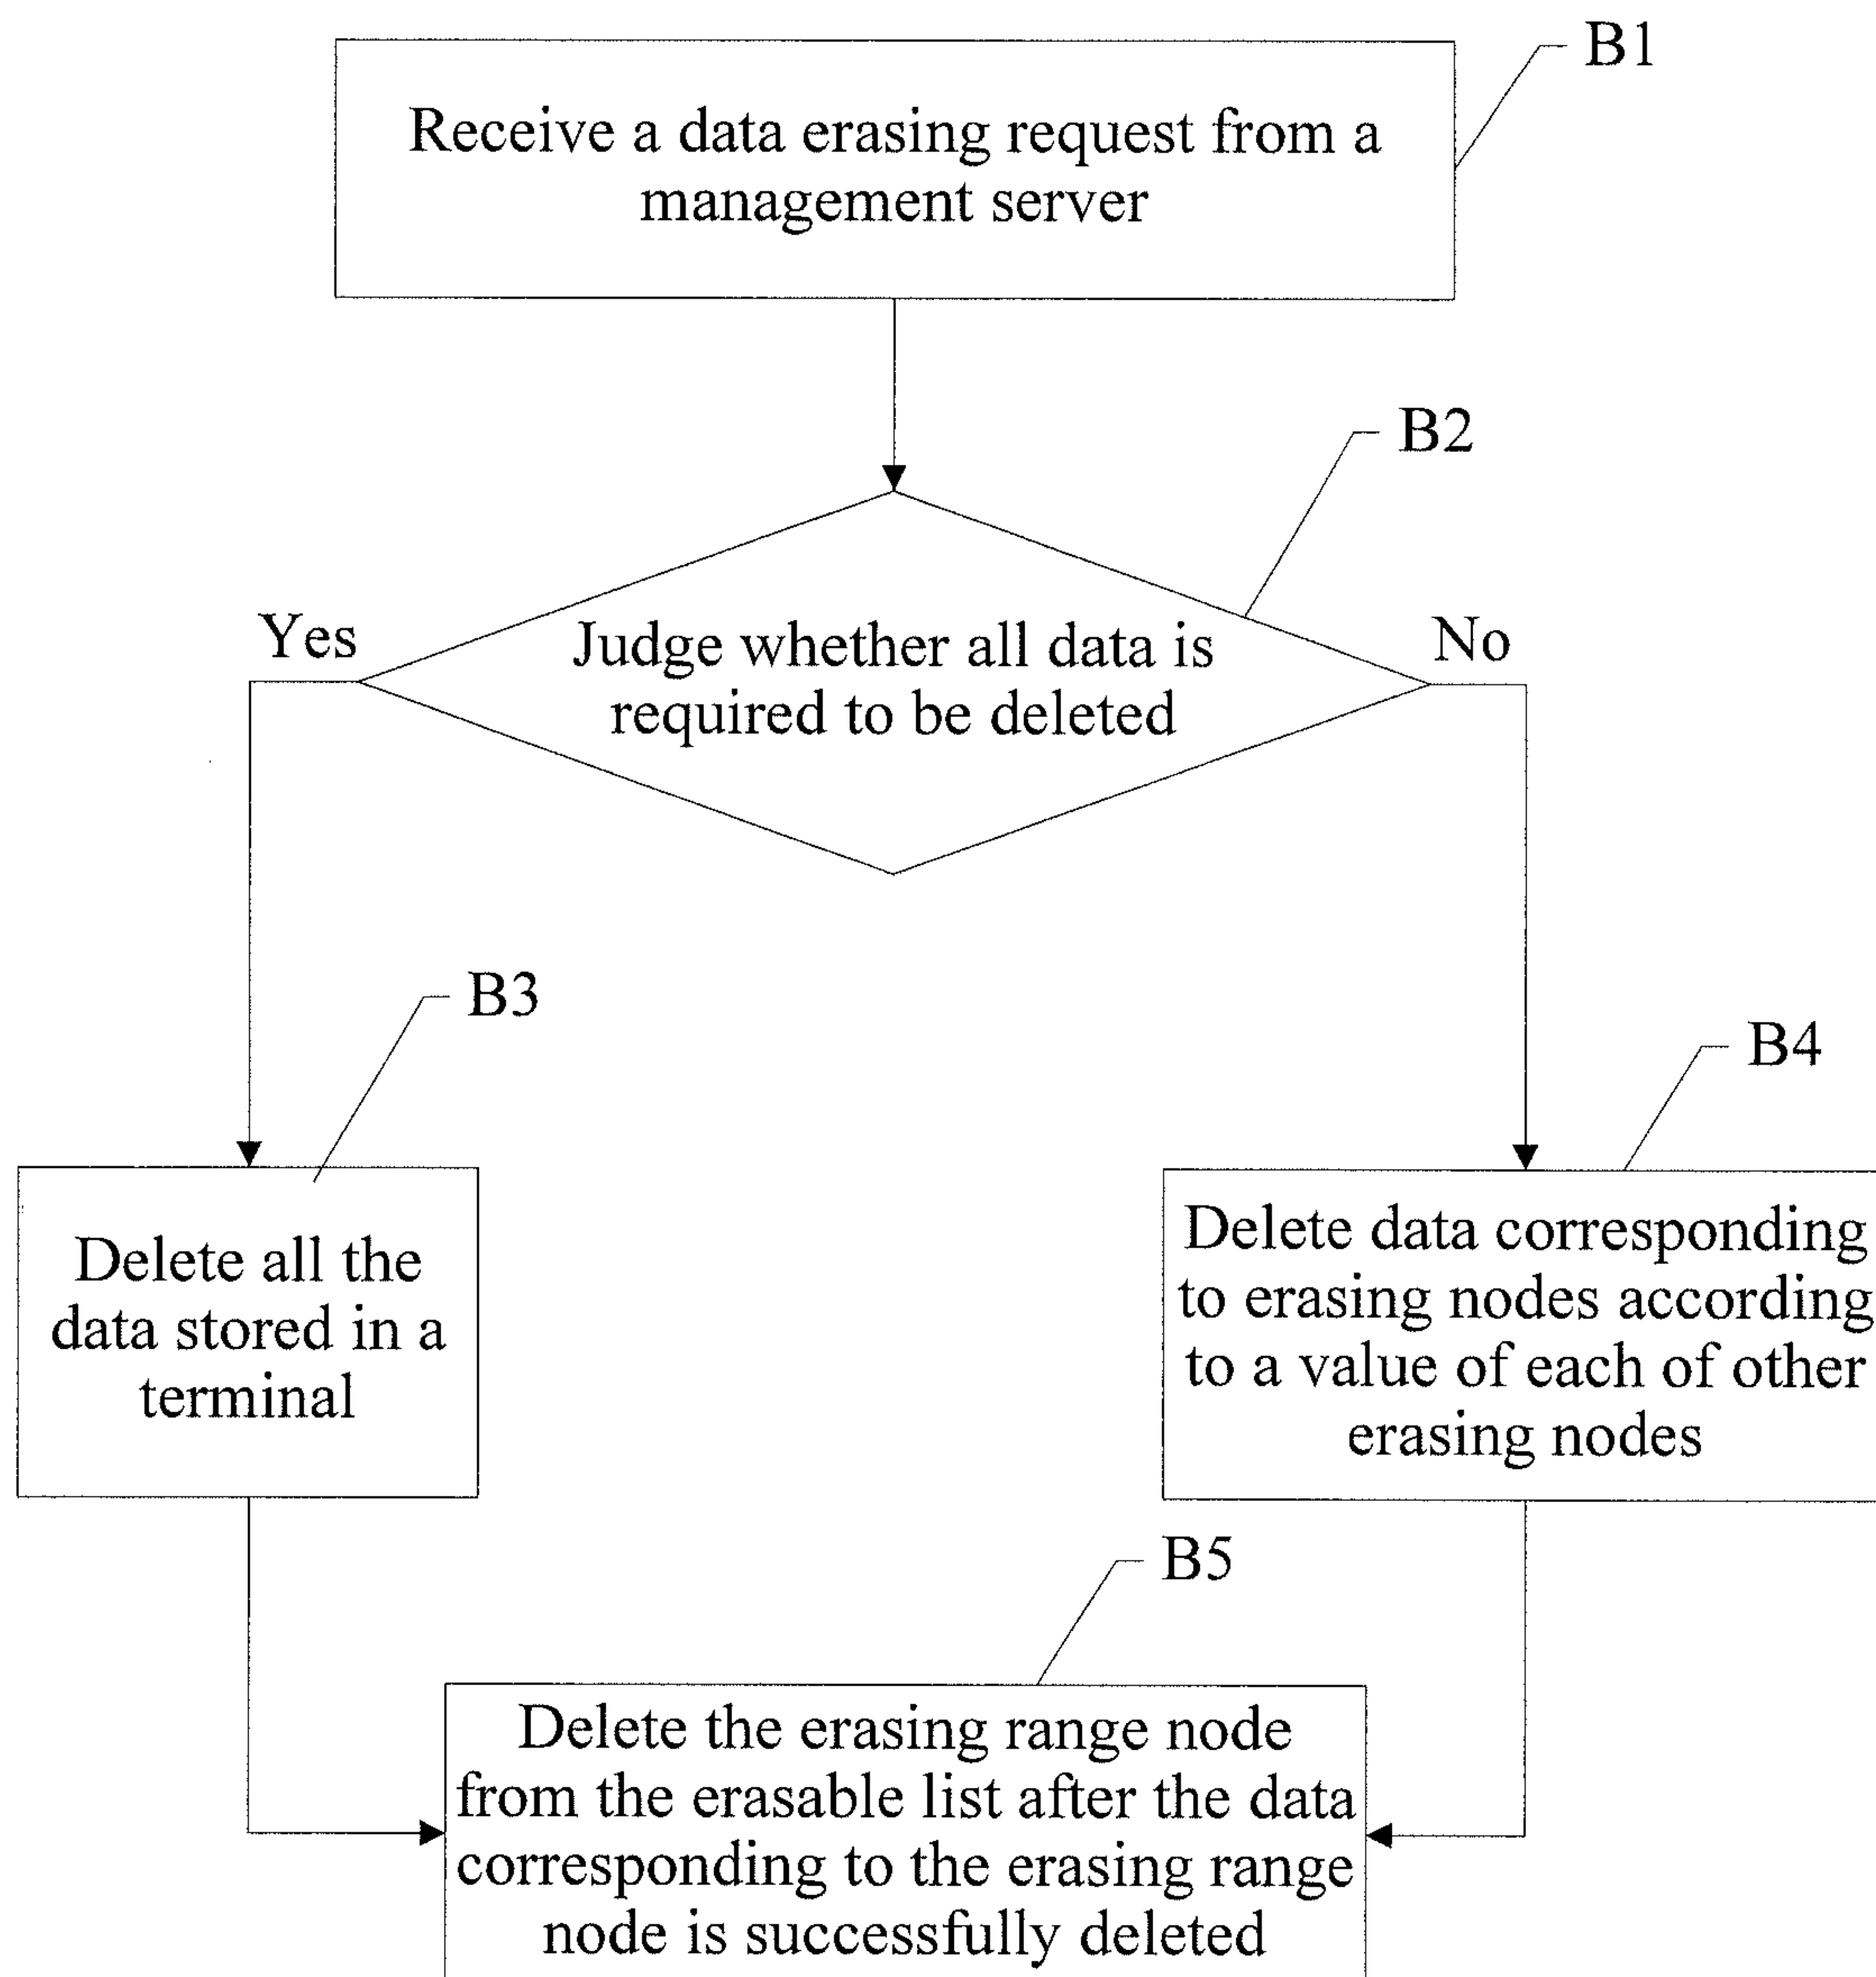 B1
Receive a data erasing request from a
management server
B2
Yes
Judge whether all data is
required to be deleted
No
B3
B4
Delete all the
data stored in a
terminal
Delete data corresponding
to erasing nodes according
to a value of each of other
erasing nodes
B5
Delete the erasing range node
from the erasable list after the data
corresponding to the erasing range
node is successfully deleted